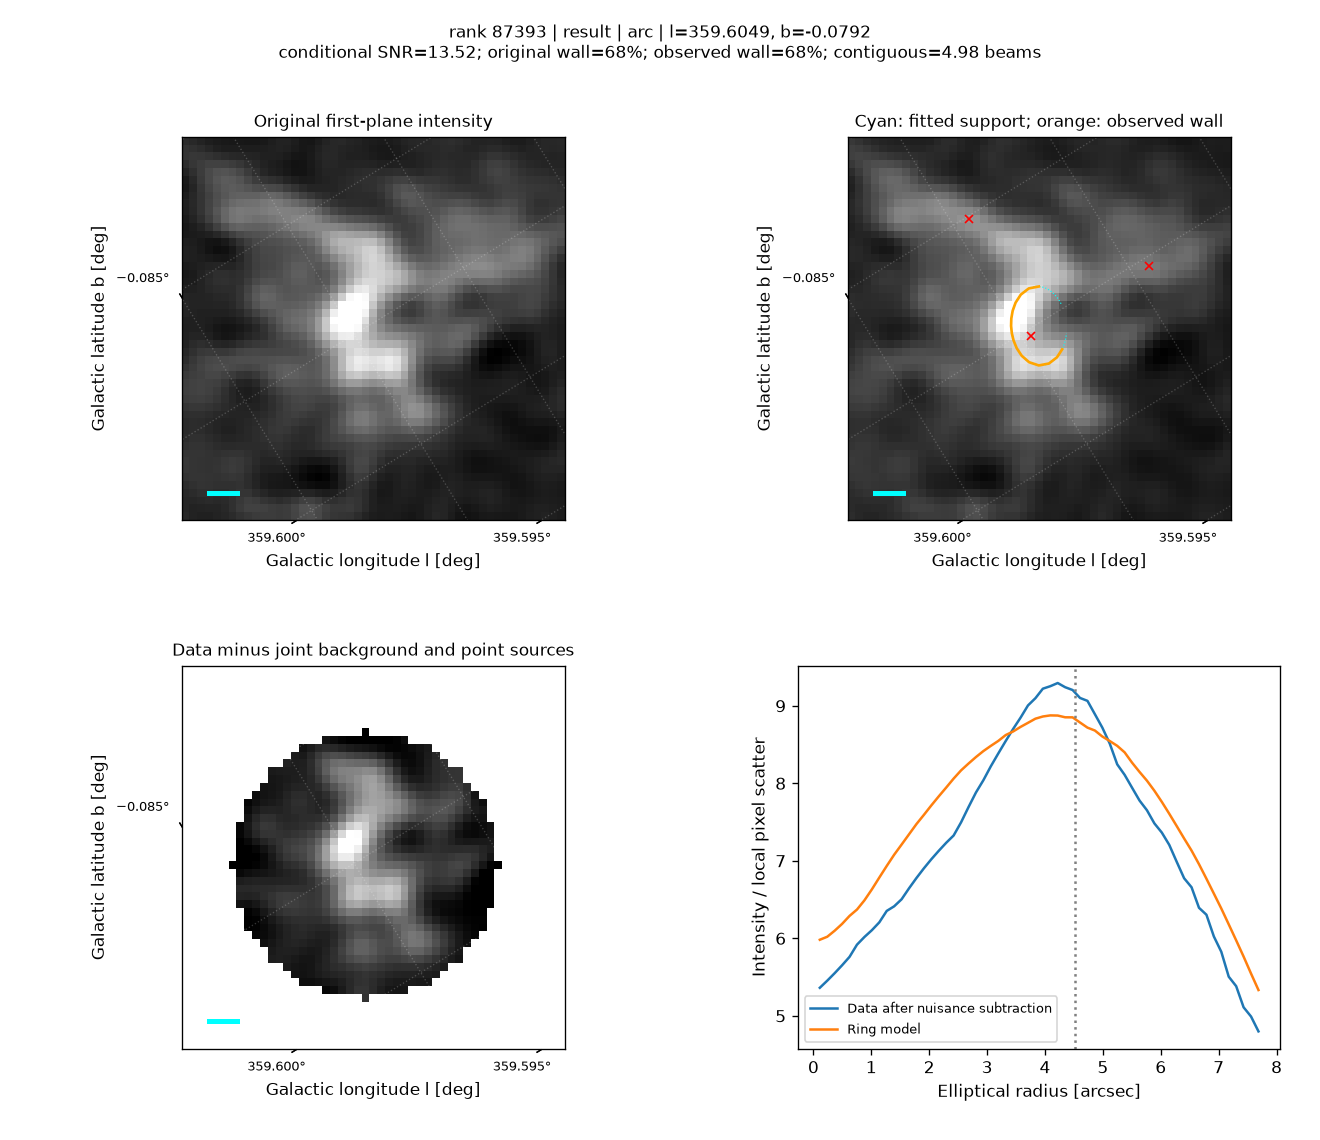 rank 87393 | result | arc | l=359.6049, b=-0.0792
conditional SNR=13.52; original wall=68%; observed wall=68%; contiguous=4.98 beams
Original first-plane intensity
Cyan: fitted support; orange: observed wall
Galactic latitude b [deg]
−0.085°
359.600°
359.595°
Galactic longitude l [deg]
Galactic latitude b [deg]
−0.085°
359.600°
359.595°
Galactic longitude l [deg]
Data minus joint background and point sources
Galactic latitude b [deg]
−0.085°
359.600°
359.595°
Galactic longitude l [deg]
Intensity / local pixel scatter
9
8
7
6
5
Data after nuisance subtraction
Ring model
0 1 2 3 4 5 6 7 8
Elliptical radius [arcsec]